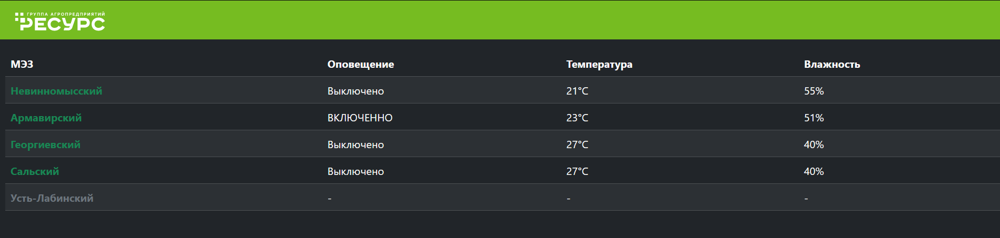 ГРУППА АГРОПРЕДПРИЯТИЙ
РЕСУРС
МЭЗ Оповещение Температура Влажность
Невинномысский Выключено 21°C 55%
Армавирский ВКЛЮЧЕННО 23°C 51%
Георгиевский Выключено 27°C 40%
Сальский Выключено 27°C 40%
Усть-Лабинский - - -